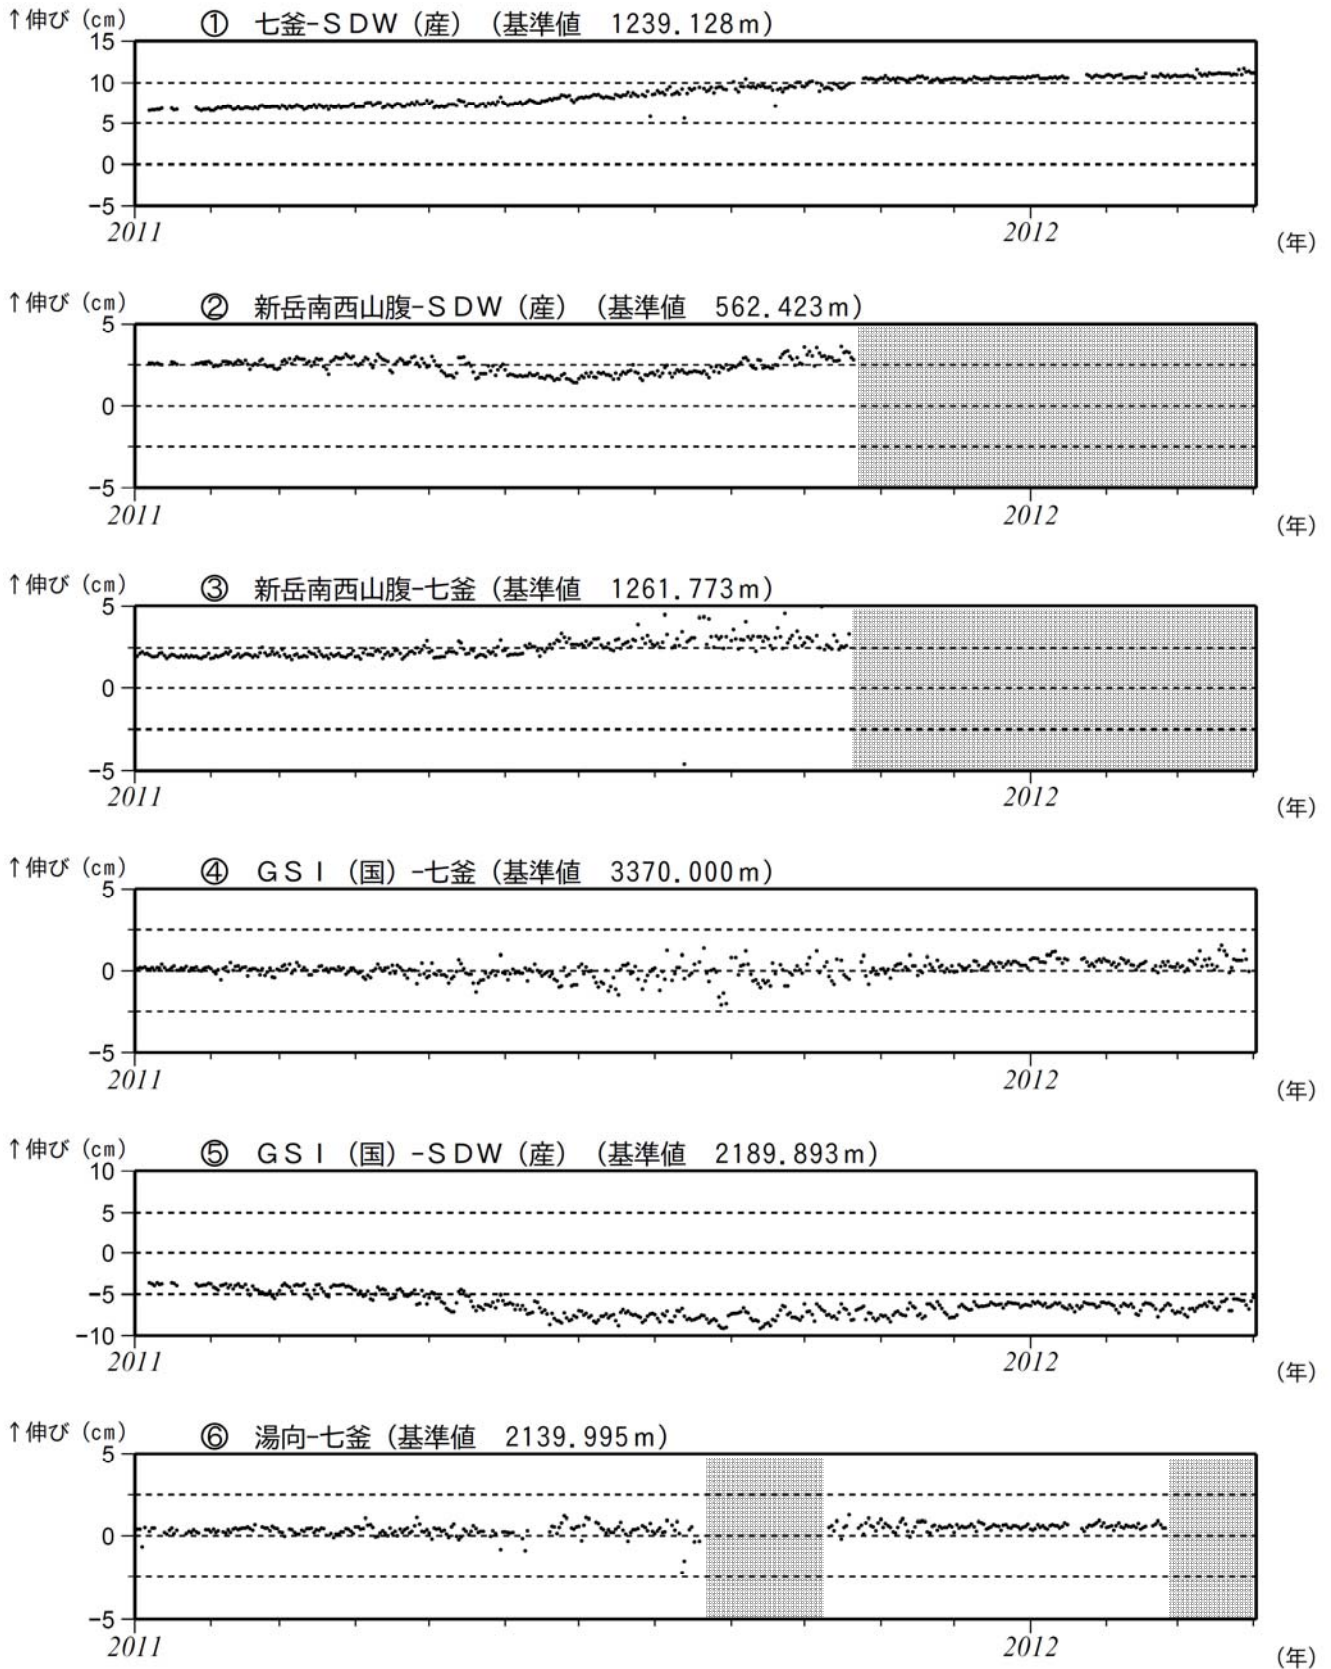 ↑伸び (cm) ① 七釜-SDW（産）（基準値　1239.128m）
15
10
5
0
-5
2011 2012
(年)
↑伸び (cm) ② 新岳南西山腹-SDW（産）（基準値　562.423m）
5
0
-5
2011 2012
(年)
↑伸び (cm) ③ 新岳南西山腹-七釜（基準値　1261.773m）
5
0
-5
2011 2012
(年)
↑伸び (cm) ④ GSI（国）-七釜（基準値　3370.000m）
5
0
-5
2011 2012
(年)
↑伸び (cm) ⑤ GSI（国）-SDW（産）（基準値　2189.893m）
10
5
0
-5
-10
2011 2012
(年)
↑伸び (cm) ⑥ 湯向-七釜（基準値　2139.995m）
5
0
-5
2011 2012
(年)